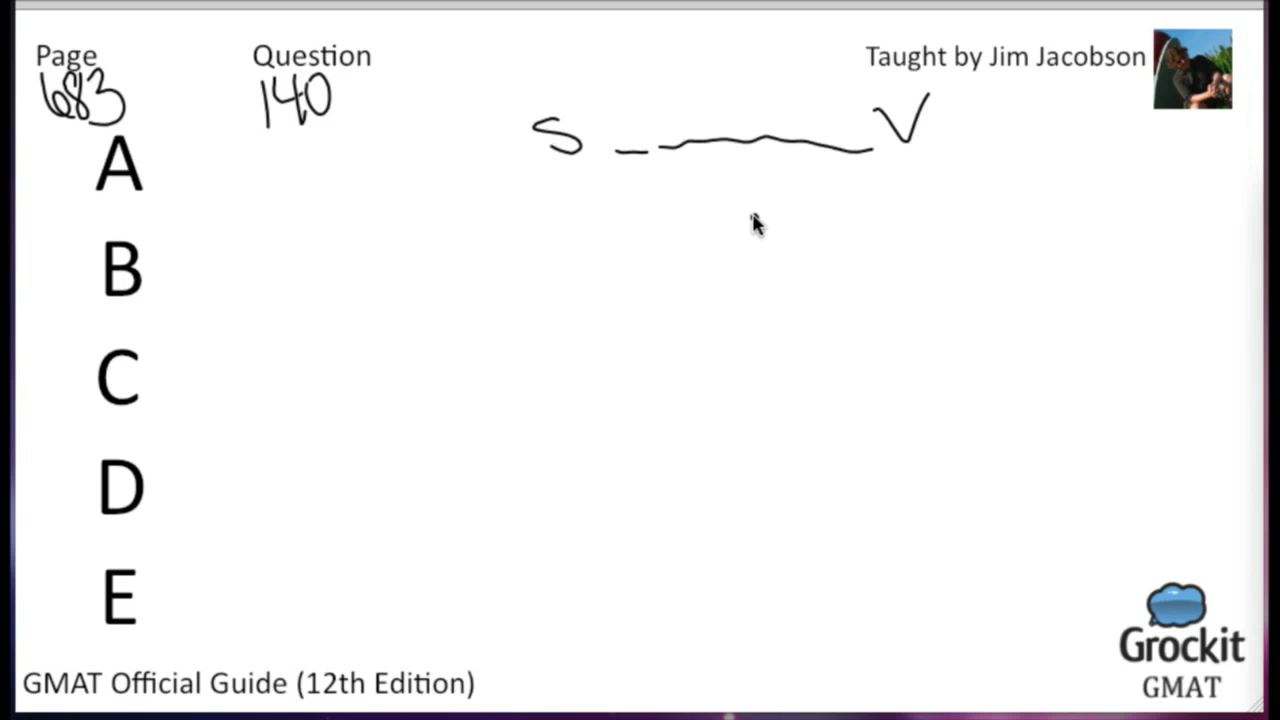 Page Question Taught by Jim Jacobson
683 140
S V
A
B
C
D
E
Grockit
GMAT
GMAT Official Guide (12th Edition)